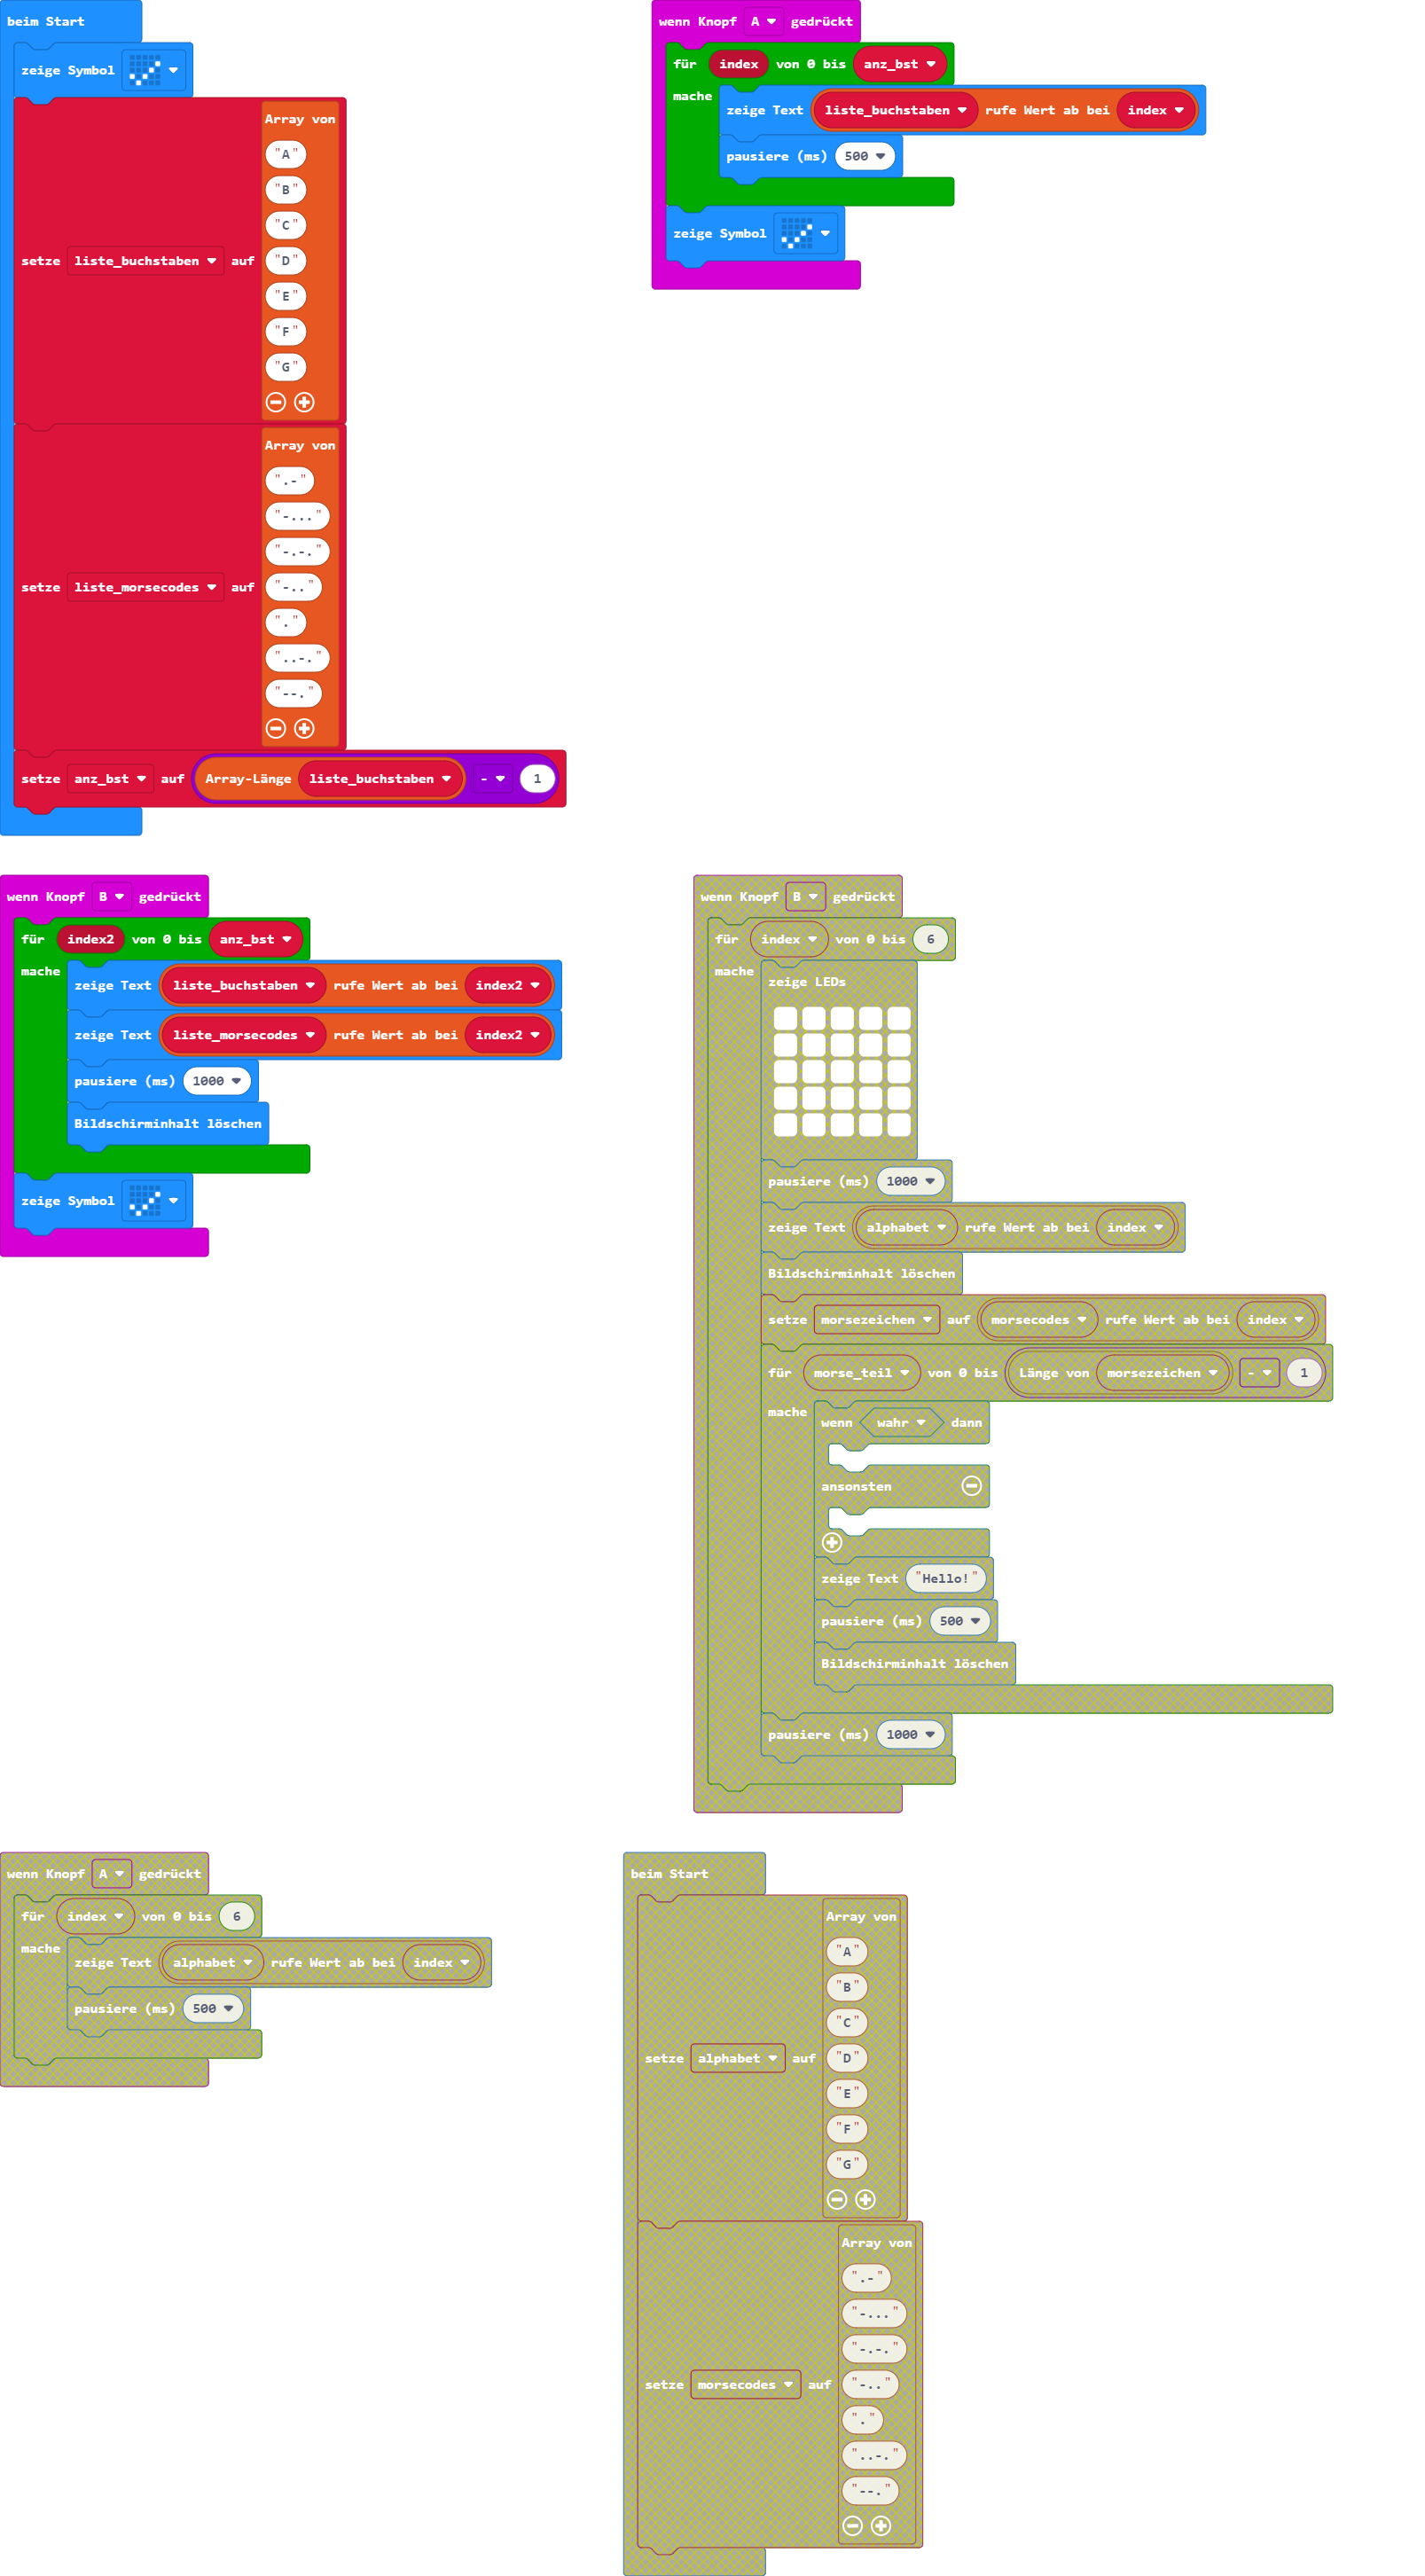 beim Start
zeige Symbol
setze liste_buchstaben auf
Array von
"A"
"B"
"C"
"D"
"E"
"F"
"G"
setze liste_morsecodes auf
Array von
".-"
"-..."
"-.-."
"-.."
"."
"..-."
"--."
setze anz_bst auf Array-Länge liste_buchstaben - 1
wenn Knopf A gedrückt
für index von 0 bis anz_bst
mache
zeige Text liste_buchstaben rufe Wert ab bei index
pausiere (ms) 500
zeige Symbol
wenn Knopf B gedrückt
für index2 von 0 bis anz_bst
mache
zeige Text liste_buchstaben rufe Wert ab bei index2
zeige Text liste_morsecodes rufe Wert ab bei index2
pausiere (ms) 1000
Bildschirminhalt löschen
zeige Symbol
wenn Knopf B gedrückt
für index von 0 bis 6
mache
zeige LEDs
pausiere (ms) 1000
zeige Text alphabet rufe Wert ab bei index
Bildschirminhalt löschen
setze morsezeichen auf morsecodes rufe Wert ab bei index
für morse_teil von 0 bis Länge von morsezeichen - 1
mache
wenn wahr dann
ansonsten
zeige Text "Hello!"
pausiere (ms) 500
Bildschirminhalt löschen
pausiere (ms) 1000
wenn Knopf A gedrückt
für index von 0 bis 6
mache
zeige Text alphabet rufe Wert ab bei index
pausiere (ms) 500
beim Start
setze alphabet auf
Array von
"A"
"B"
"C"
"D"
"E"
"F"
"G"
setze morsecodes auf
Array von
".-"
"-..."
"-.-."
"-.."
"."
"..-."
"--."